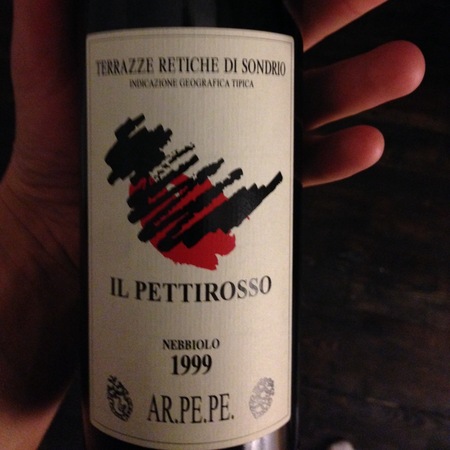 TERRAZZE RETICHE DI SONDRIO
INDICAZIONE GEOGRAFICA TIPICA
IL PETTIROSSO
NEBBIOLO
1999
AR.PE.PE.